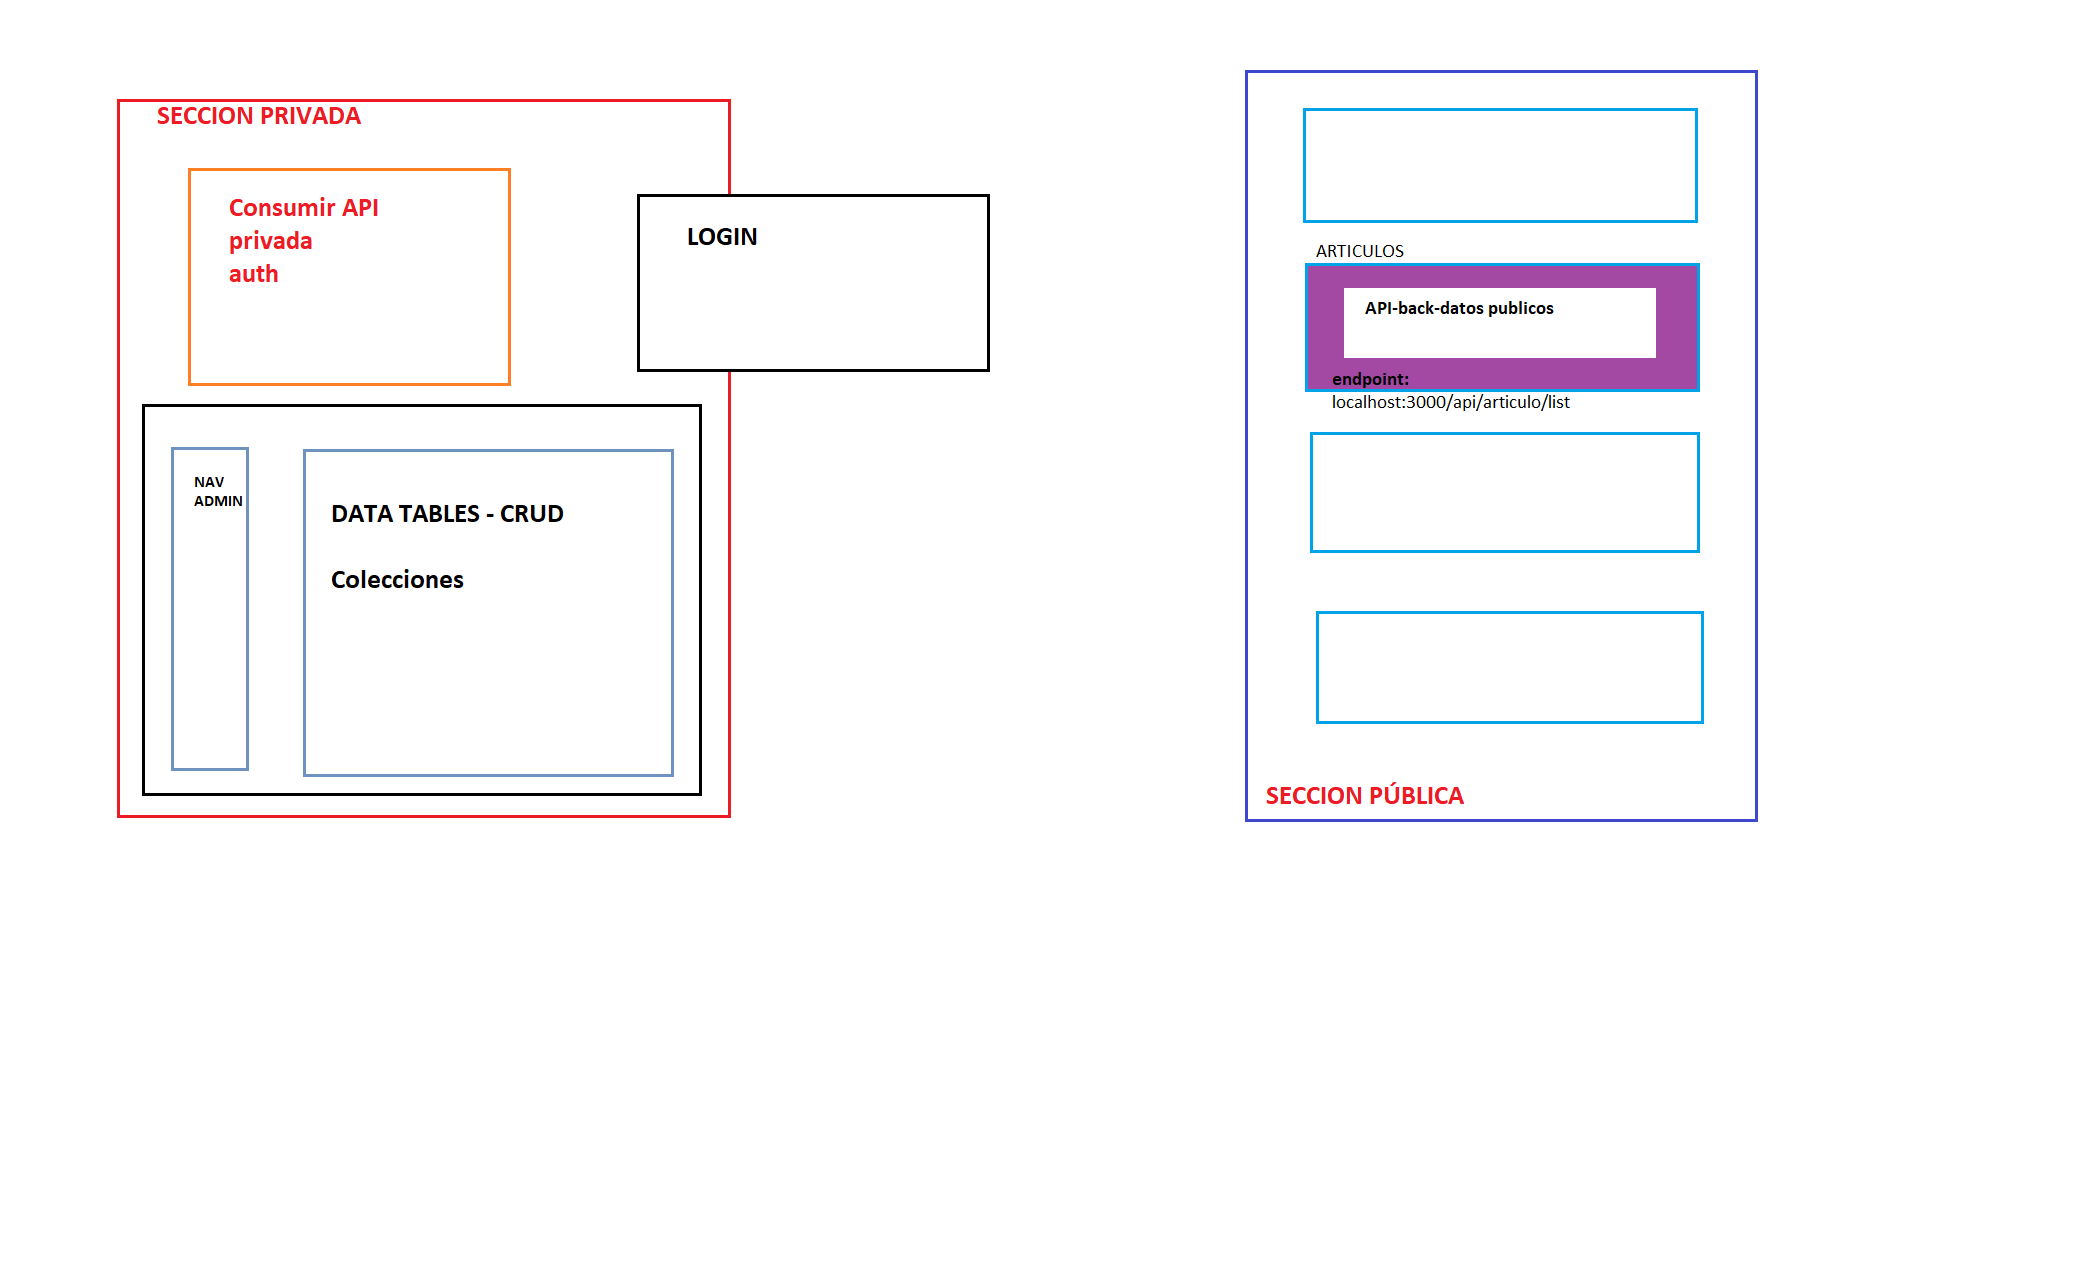 SECCION PRIVADA
Consumir API
privada
auth
LOGIN
NAV
ADMIN
DATA TABLES - CRUD
Colecciones
ARTICULOS
API-back-datos publicos
endpoint:
localhost:3000/api/articulo/list
SECCION PÚBLICA